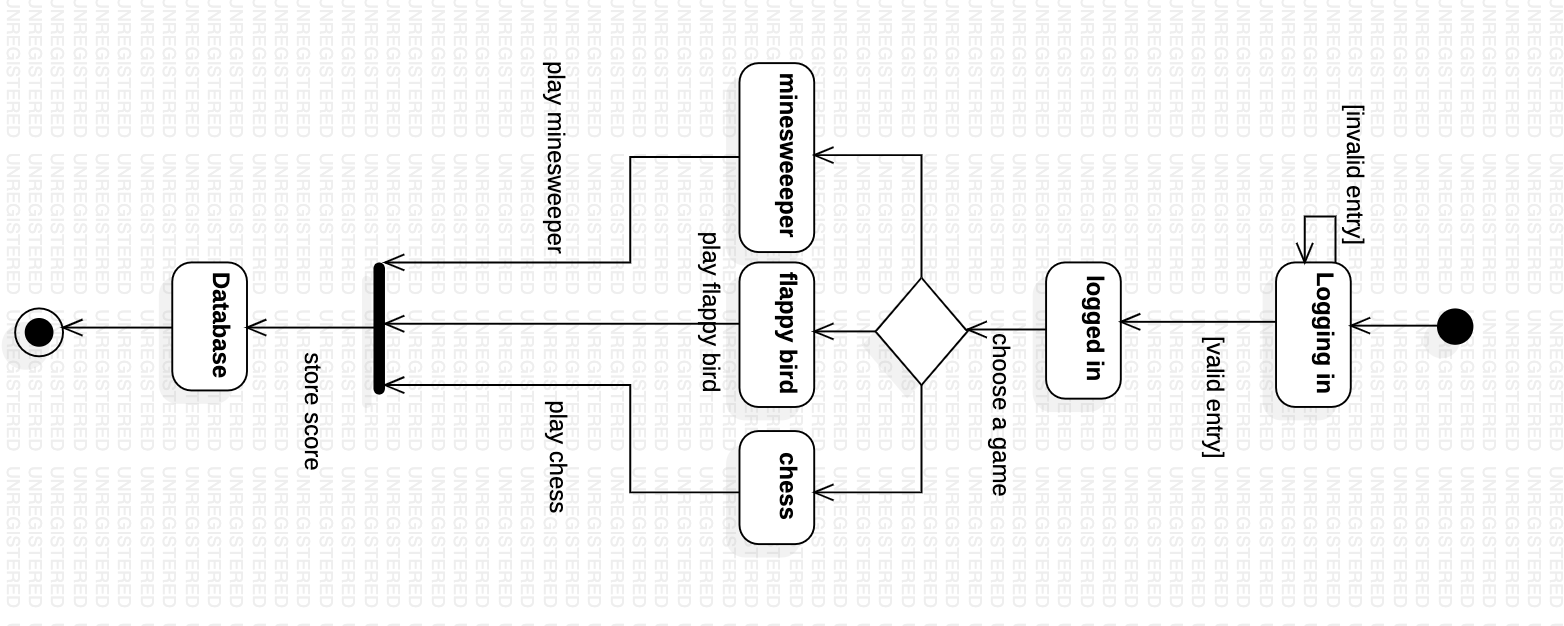 [invalid entry]
Logging in
[valid entry]
logged in
choose a game
minesweeeper
flappy bird
chess
play flappy bird
play minesweeper
play chess
store score
Database
UNREGISTERED